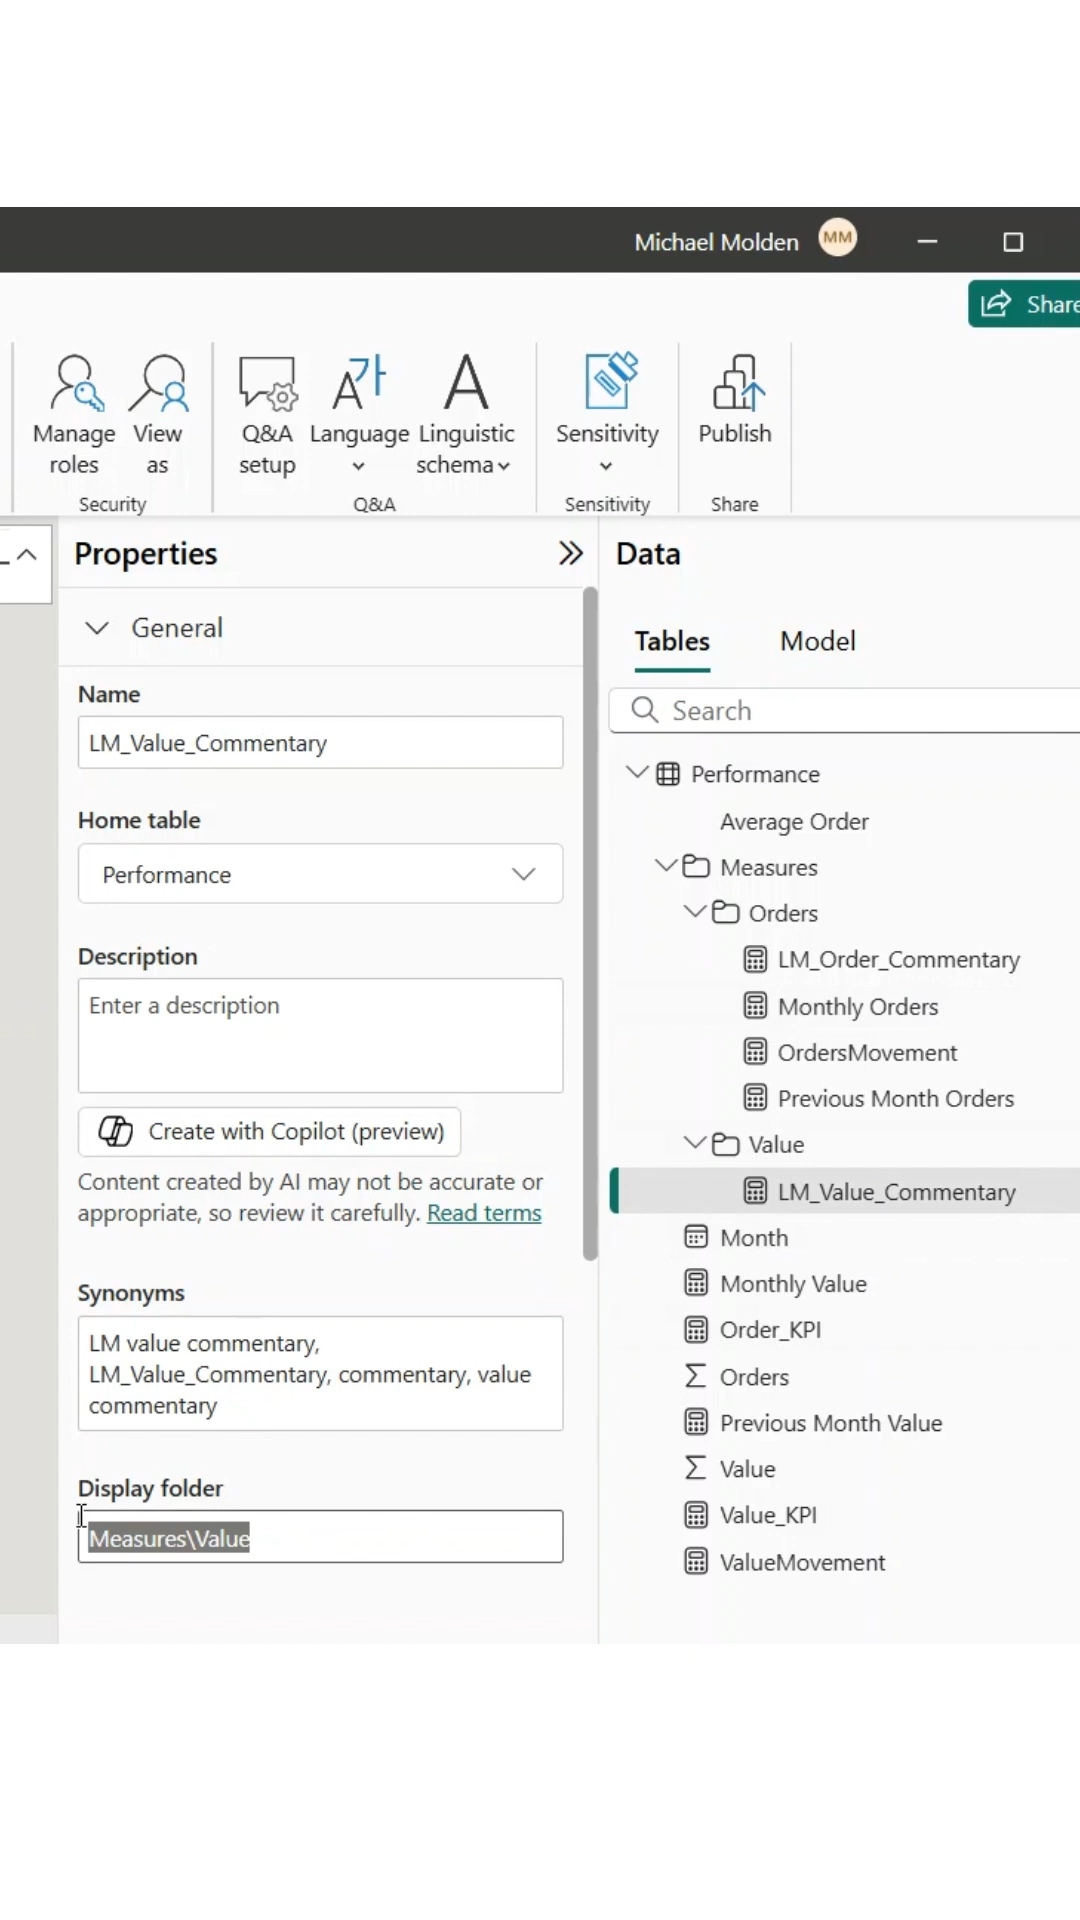 Michael Molden
MM
Share
Manage roles
View as
Security
Q&A setup
Language
Linguistic schema
Q&A
Sensitivity
Sensitivity
Publish
Share
Properties
General
Name
LM_Value_Commentary
Home table
Performance
Description
Enter a description
Create with Copilot (preview)
Content created by AI may not be accurate or
appropriate, so review it carefully. Read terms
Synonyms
LM value commentary,
LM_Value_Commentary, commentary, value
commentary
Display folder
Measures\Value
Data
Tables
Model
Search
Performance
Average Order
Measures
Orders
LM_Order_Commentary
Monthly Orders
OrdersMovement
Previous Month Orders
Value
LM_Value_Commentary
Month
Monthly Value
Order_KPI
Orders
Previous Month Value
Value
Value_KPI
ValueMovement